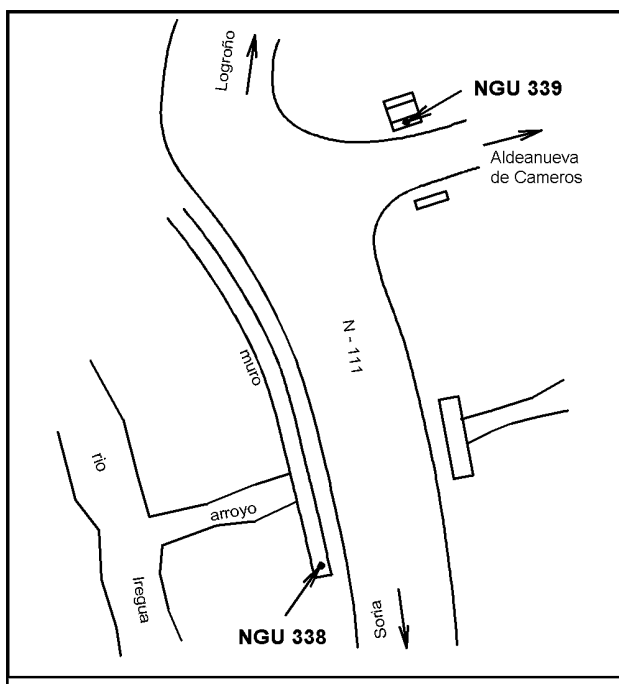 Logroño
NGU 339
Aldeanueva
de Cameros
N - 111
muro
rio
arroyo
Iregua
NGU 338
Soria